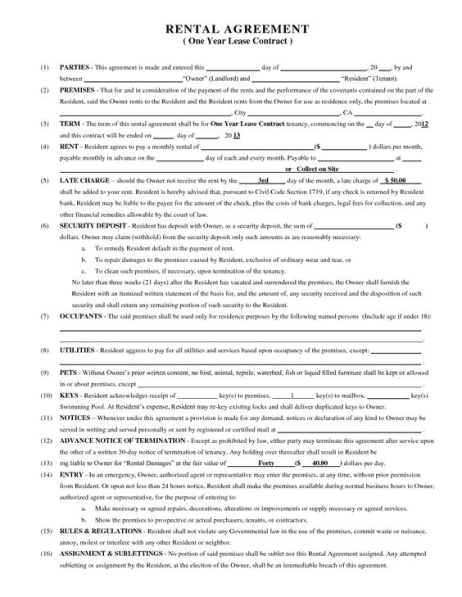 RENTAL AGREEMENT
( One Year Lease Contract )
(1) PARTIES - This agreement is made and entered this ____ day of ____, 20 __, by and
between ____“Owner” (Landlord) and ____“Resident” (Tenant).
(2) PREMISES - That for and in consideration of the payment of the rents and the performance of the covenants contained on the part of the
Resident, said the Owner rents to the Resident and the Resident rents from the Owner for use as residence only, the premises located at
____, City ____, CA ____.
(3) TERM - The term of this rental agreement shall be for One Year Lease Contract tenancy, commencing on the __ day of ____, 2012
and this contract will be ended on ____ day of ____, 20 13
(4) RENT - Resident agrees to pay a monthly rental of ____($ ____) dollars per month,
payable monthly in advance on the ____ day of each and every month. Payable to ____ at ____
____ or Collect on Site ____.
(5) LATE CHARGE – should the Owner not receive the rent by the 3rd day of the month, a late charge of $ 50.00
shall be added to your rent. Resident is hereby advised that, pursuant to Civil Code Section 1719, if any check is returned by Resident
bank, Resident may be liable to the payee for the amount of the check, plus the costs of bank charges, legal fees for collection, and any
other financial remedies allowable by the court of law.
(6) SECURITY DEPOSIT - Resident has deposit with Owner, as a security deposit, the sum of ____ ($ )
dollars. Owner may claim (withhold) from the security deposit only such amounts as are reasonably necessary:
a. To remedy Resident default in the payment of rent.
b. To repair damages to the premises caused by Resident, exclusive of ordinary wear and tear, or
c. To clean such premises, if necessary, upon termination of the tenancy.
No later than three weeks (21 days) after the Resident has vacated and surrendered the premises, the Owner shall furnish the
Resident with an itemized written statement of the basis for, and the amount of, any security received and the disposition of such
security and shall return any remaining portion of such security to the Resident.
(7) OCCUPANTS - The said premises shall be used only for residence purposes by the following named persons (Include age if under 18):
____
____.
(8) UTILITIES - Resident aggress to pay for all utilities and services based upon occupancy of the premises, except: ____
____.
(9) PETS - Without Owner’s prior written consent, no bird, animal, reptile, waterbed, fish or liquid filled furniture shall be kept or allowed
in or about premises, except ____.
(10) KEYS - Resident acknowledges receipt of ____ key(s) to premises, 1 key(s) to mailbox, ____ key(s)
Swimming Pool. At Resident’s expense, Resident may re-key existing locks and shall deliver duplicated keys to Owner.
(11) NOTICES – Whenever under this agreement a provision is made for any demand, notices or declaration of any kind to Owner may be
served in writing and served personally or sent by registered or certified mail at ____.
(12) ADVANCE NOTICE OF TERMINATION - Except as prohibited by law, either party may terminate this agreement after service upon
the other of a written 30-day notice of termination of tenancy. Any holding over thereafter shall result in Resident be
(13) ing liable to Owner for “Rental Damages” at the fair value of Forty ($ 40.00 ) dollars per day.
(14) ENTRY - In an emergency, Owner, authorized agent or representative may enter the premises, at any time, without prior permission
from Resident. Or upon not less than 24 hours notice, Resident shall make the premises available during normal business hours to Owner,
authorized agent or representative, for the purpose of entering to:
a. Make necessary or agreed repairs, decorations, alterations or improvements or supply necessary or agreed services.
b. Show the premises to prospective or actual purchasers, tenants, or contractors.
(15) RULES & REGULATIONS - Resident shall not violate any Governmental law in the use of the premises, commit waste or nuisance,
annoy, molest or interfere with any other Resident or neighbor.
(16) ASSIGNMENT & SUBLETTINGS - No portion of said premises shall be sublet nor this Rental Agreement assigned. Any attempted
subletting or assignment by the Resident, at the election of the Owner, shall be an irremediable breach of this agreement.